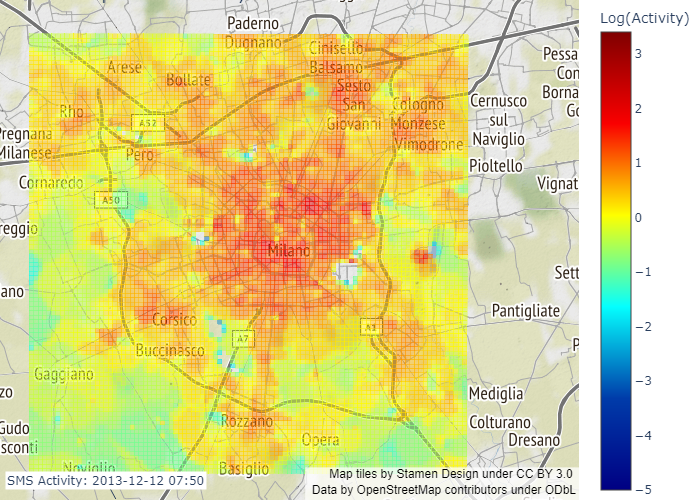 Paderno
Dugnano
Cinisello
Balsamo
Arese
Bollate
Sesto
San
Giovanni
Cologno
Monzese
Vimodrone
Rho
A52
Pero
Pregnana
Milanese
Cornaredo
A50
Cernusco
sul
Naviglio
Pioltello
Pessa
Con
Borna
Go
Vignat
reggio
Milano
ano
Sett
Pantigliate
Corsico
A7
A1
Buccinasco
Gaggiano
zo
Gudo
sconti
Rozzano
Opera
Mediglia
Colturano
Dresano
Noviglio
Basiglio
SMS Activity: 2013-12-12 07:50
Map tiles by Stamen Design under CC BY 3.0
Data by OpenStreetMap contributors under ODbL
Log(Activity)
3
2
1
0
−1
−2
−3
−4
−5